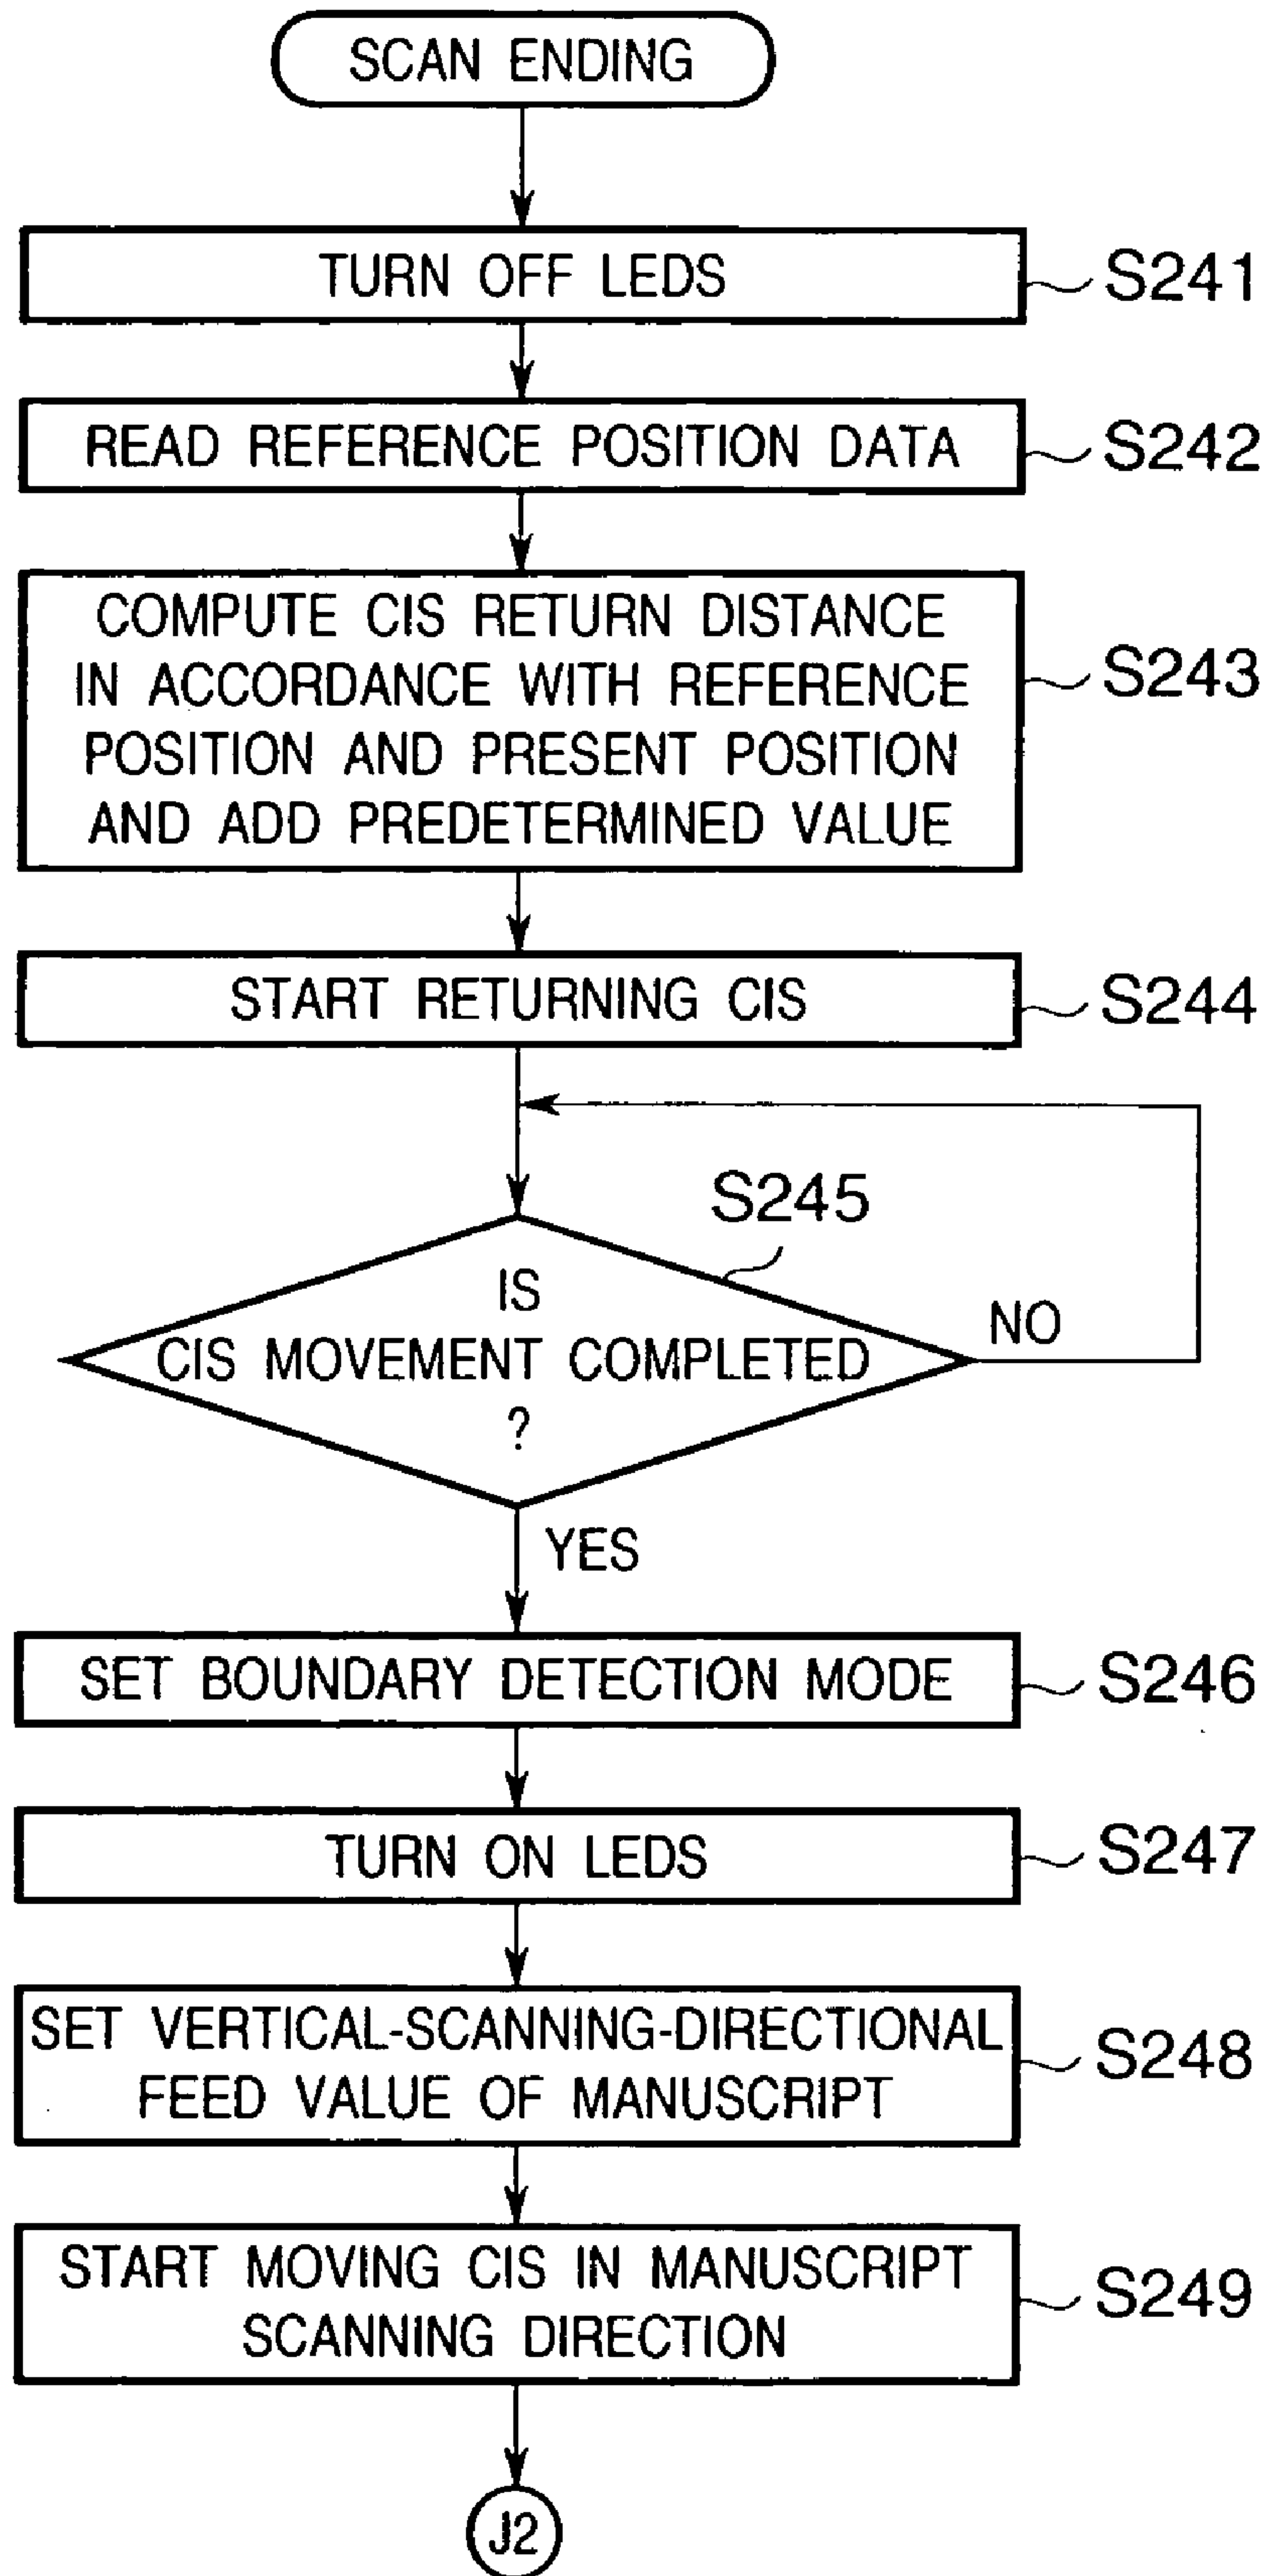 SCAN ENDING
TURN OFF LEDS
S241
READ REFERENCE POSITION DATA
S242
COMPUTE CIS RETURN DISTANCE
IN ACCORDANCE WITH REFERENCE
POSITION AND PRESENT POSITION
AND ADD PREDETERMINED VALUE
S243
START RETURNING CIS
S244
S245
IS
CIS MOVEMENT COMPLETED
?
NO
YES
SET BOUNDARY DETECTION MODE
S246
TURN ON LEDS
S247
SET VERTICAL-SCANNING-DIRECTIONAL
FEED VALUE OF MANUSCRIPT
S248
START MOVING CIS IN MANUSCRIPT
SCANNING DIRECTION
S249
J2